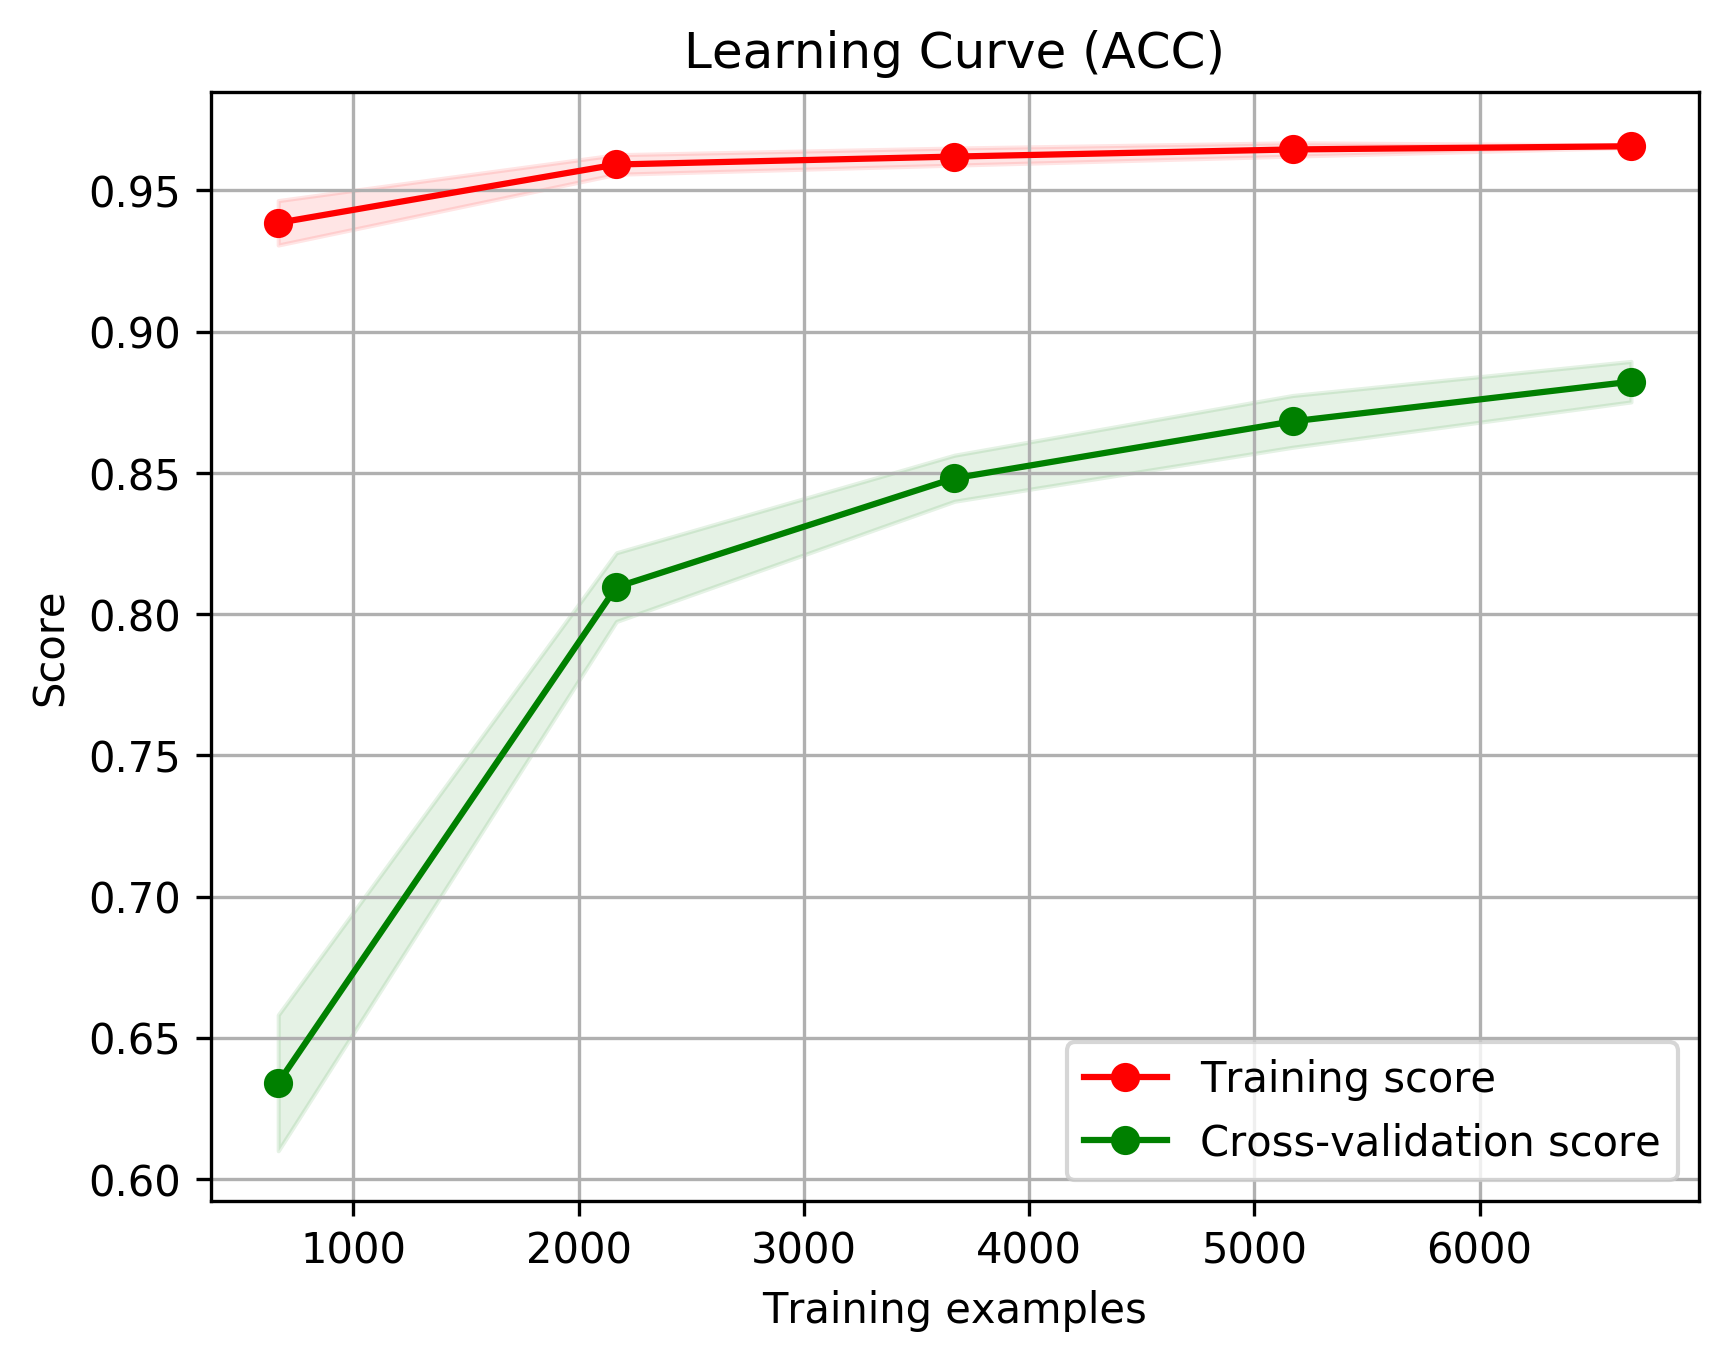 Learning Curve (ACC)
0.95
0.90
0.85
0.80
0.75
0.70
0.65
0.60
Score
1000 2000 3000 4000 5000 6000
Training examples
Training score
Cross-validation score